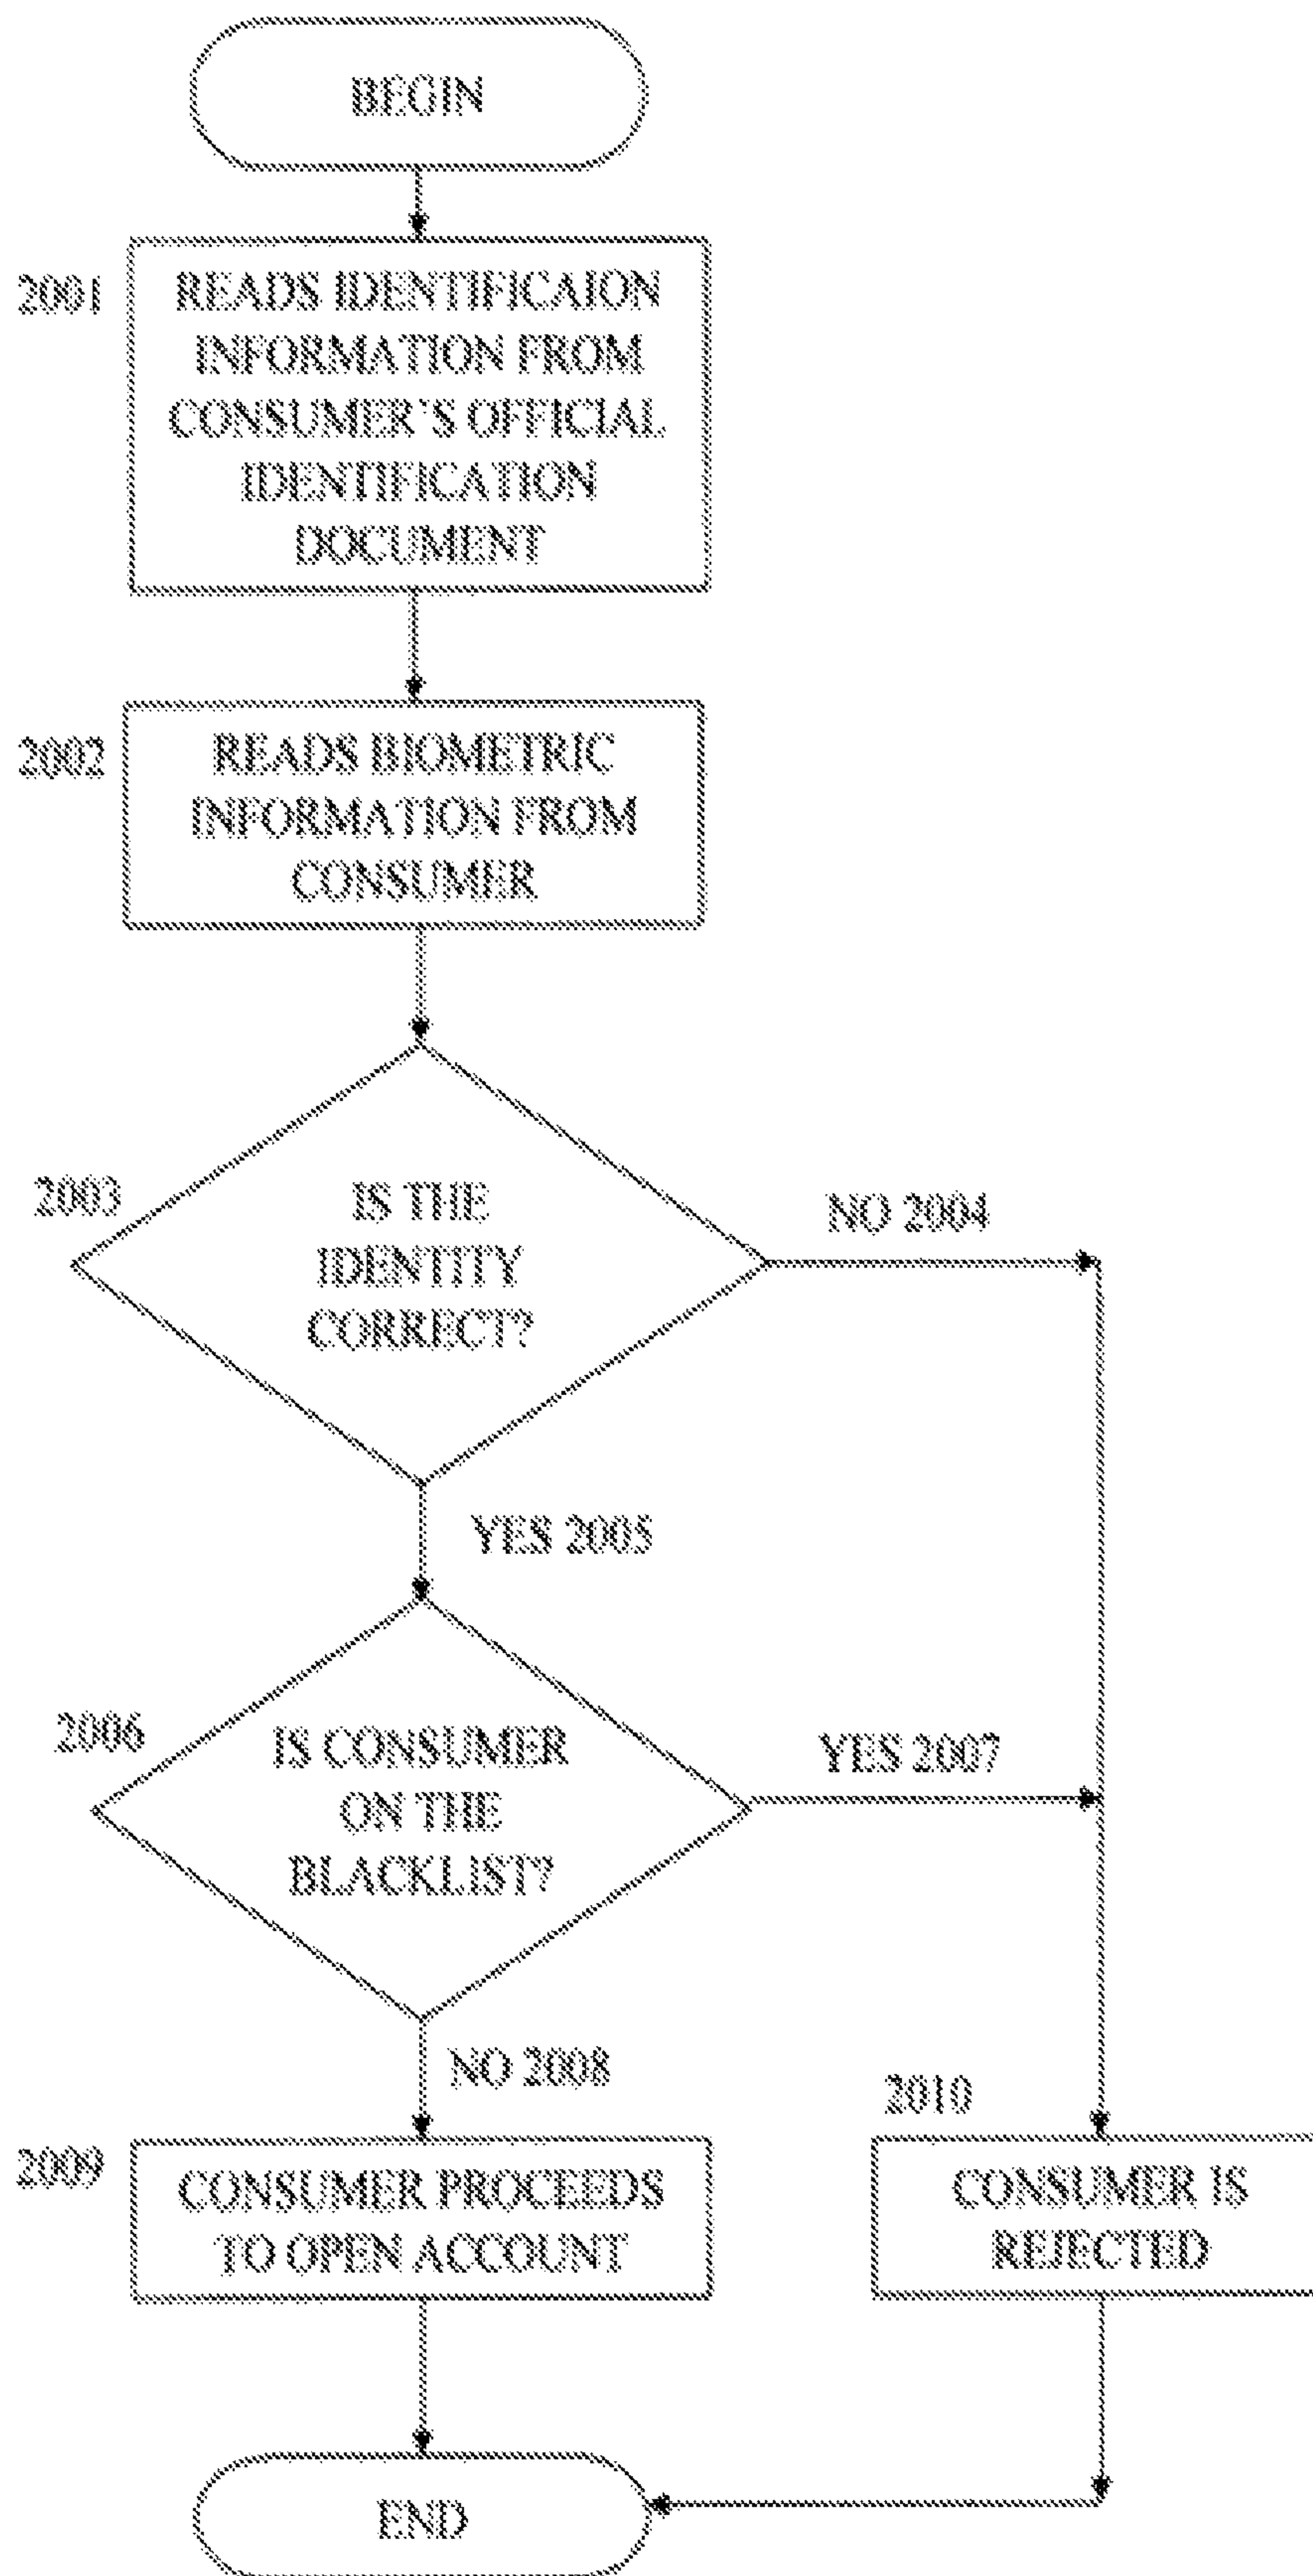 BEGIN
2001
READS IDENTIFICAION
INFORMATION FROM
CONSUMER'S OFFICIAL
IDENTIFICATION
DOCUMENT
2002
READS BIOMETRIC
INFORMATION FROM
CONSUMER
2003
IS THE
IDENTITY
CORRECT?
NO 2004
YES 2005
2006
IS CONSUMER
ON THE
BLACKLIST?
YES 2007
NO 2008
2009
CONSUMER PROCEEDS
TO OPEN ACCOUNT
2010
CONSUMER IS
REJECTED
END